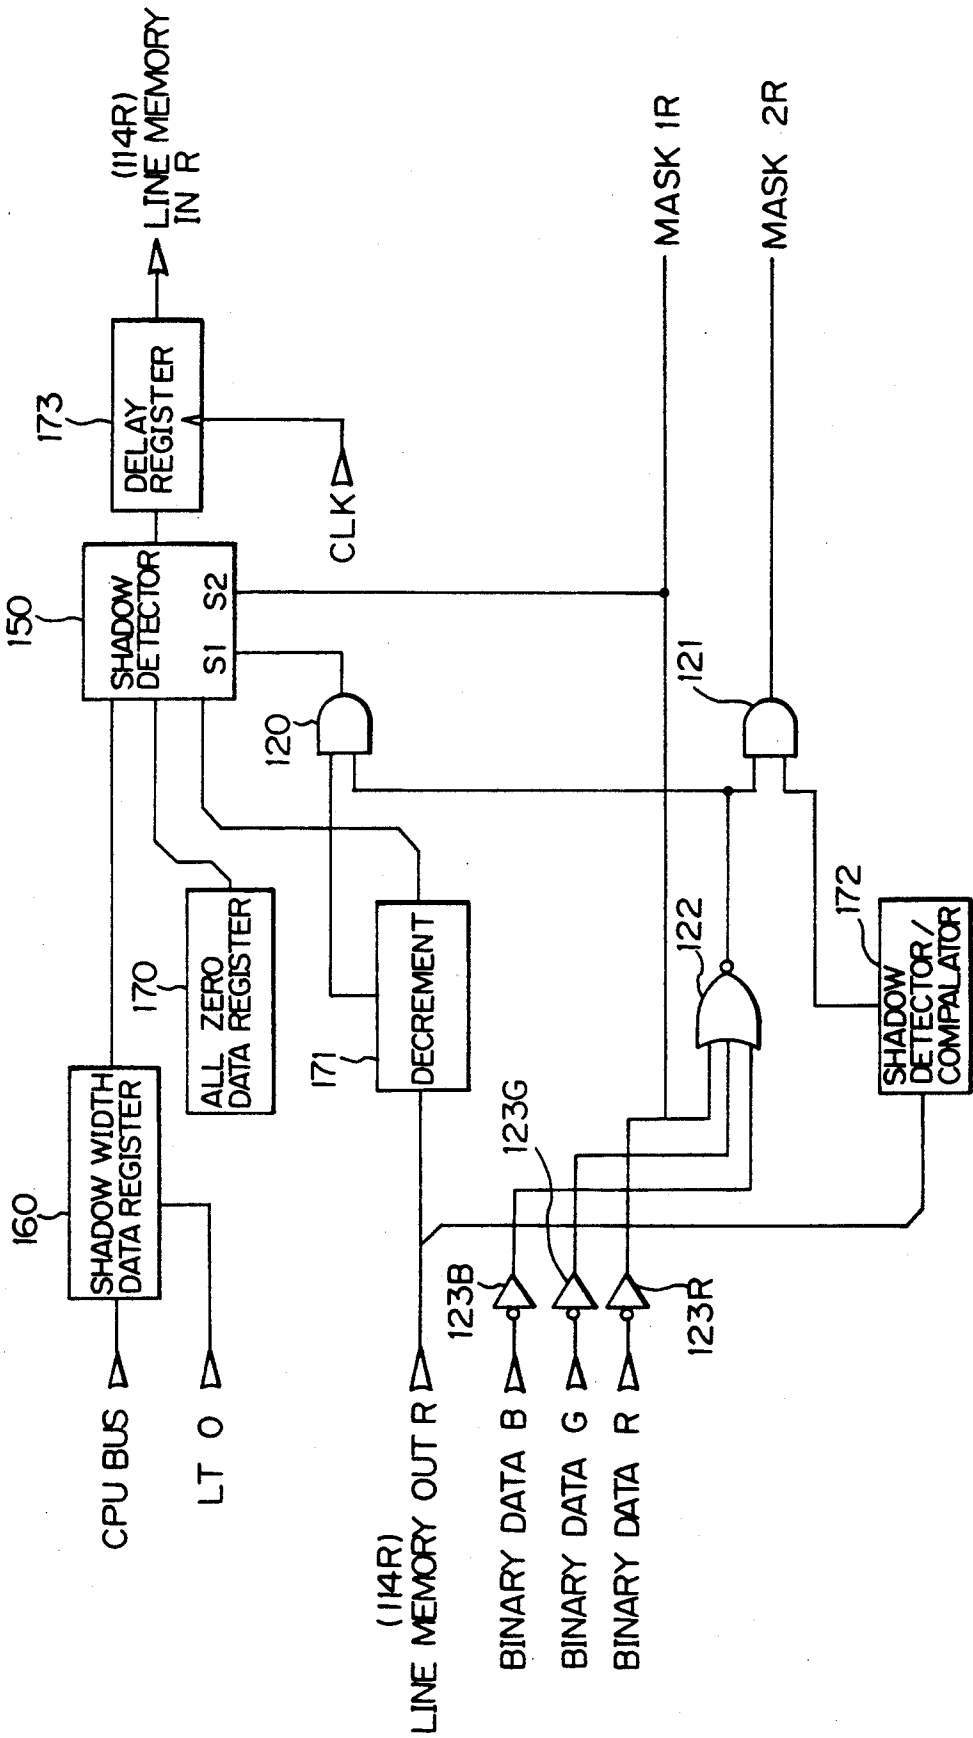 CPU BUS
LT 0
160
SHADOW WIDTH
DATA REGISTER
170
ALL ZERO
DATA REGISTER
150
SHADOW
DETECTOR
S1
S2
173
DELAY
REGISTER
(114R)
LINE MEMORY
IN R
CLK
120
171
DECREMENT
(114R)
LINE MEMORY OUT R
BINARY DATA B
BINARY DATA G
BINARY DATA R
123B
123G
123R
122
121
MASK 1R
MASK 2R
172
SHADOW
DETECTOR/
COMPALATOR